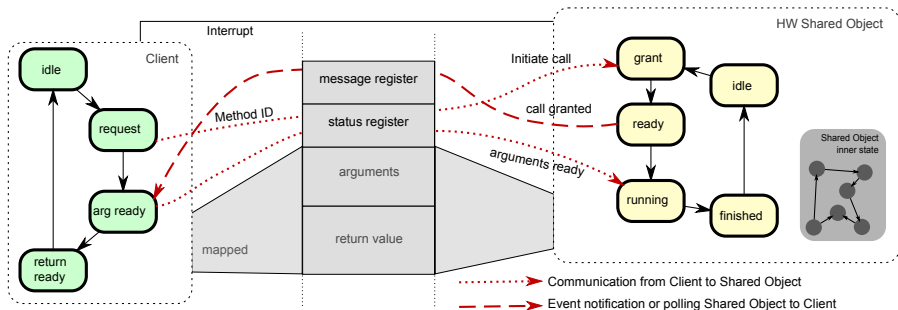 HW Shared Object
Interrupt
Client
idle
request
arg ready
return
ready
Method ID
message register
status register
arguments
return value
mapped
Initiate call
call granted
arguments ready
grant
idle
ready
running
finished
Shared Object
inner state
Communication from Client to Shared Object
Event notification or polling Shared Object to Client